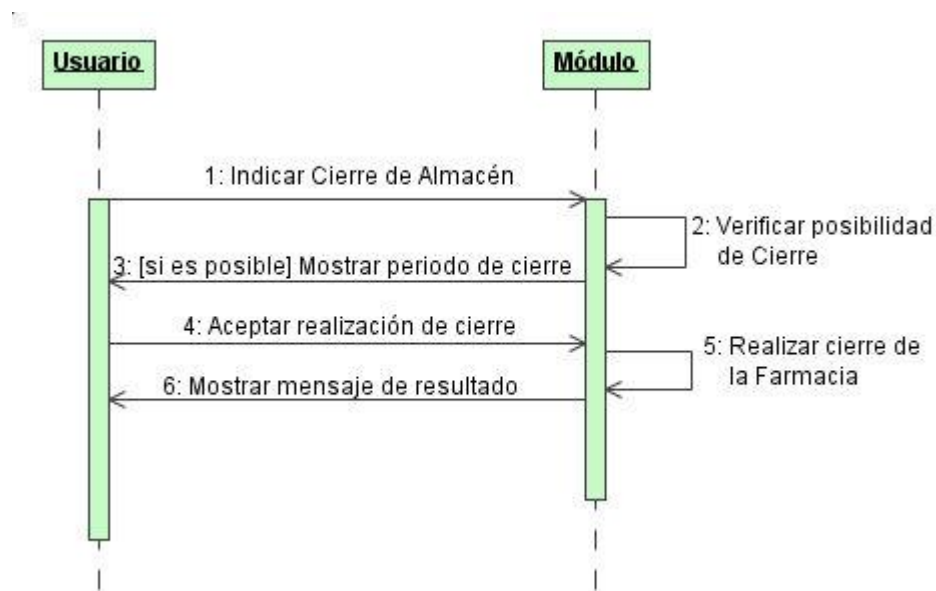 Usuario
Módulo
1: Indicar Cierre de Almacén
2: Verificar posibilidad
de Cierre
3: [si es posible] Mostrar periodo de cierre
4: Aceptar realización de cierre
5: Realizar cierre de
la Farmacia
6: Mostrar mensaje de resultado